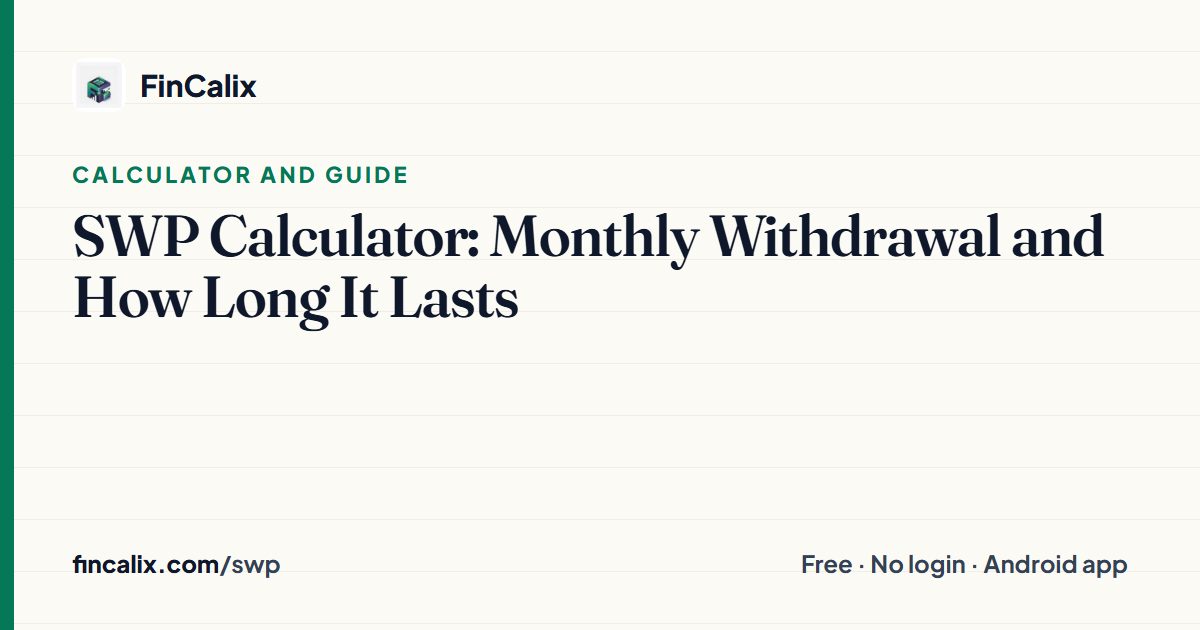 FinCalix
CALCULATOR AND GUIDE
SWP Calculator: Monthly Withdrawal and
How Long It Lasts
fincalix.com/swp
Free · No login · Android app